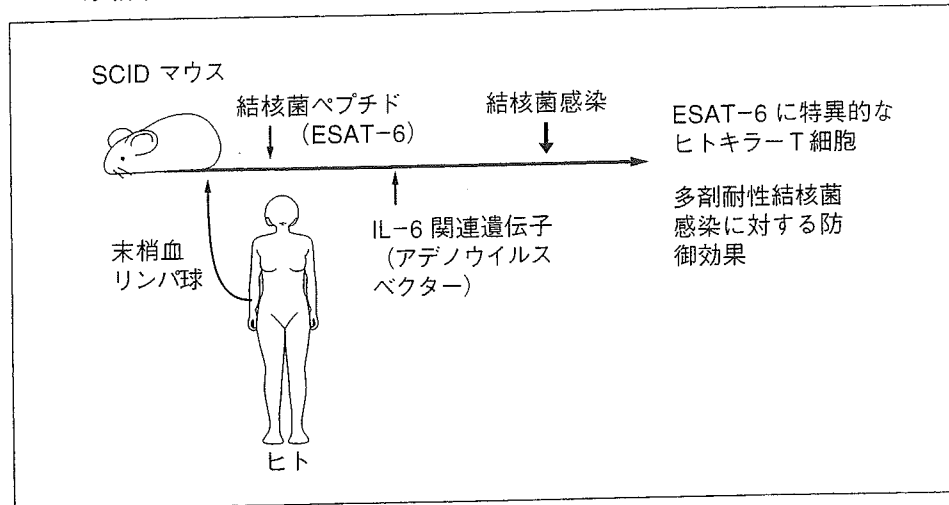 SCID マウス
結核菌ペプチド
(ESAT-6)
結核菌感染
ESAT-6 に特異的な
ヒトキラーT 細胞
多剤耐性結核菌
感染に対する防
御効果
IL-6 関連遺伝子
(アデノウイルス
ベクター)
末梢血
リンパ球
ヒト